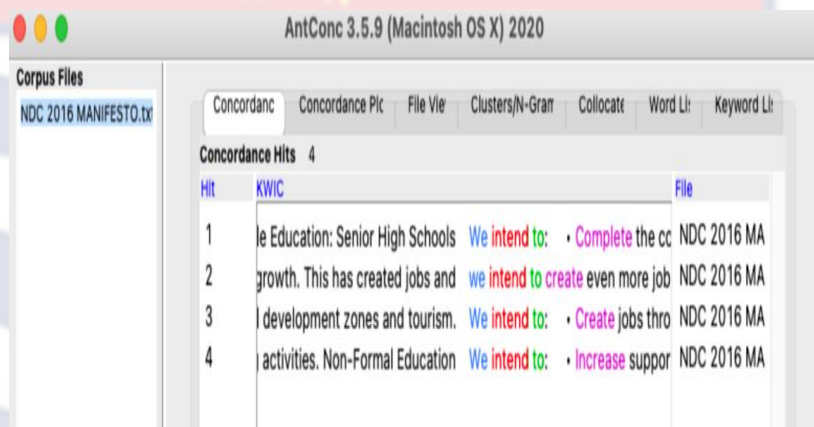 AntConc 3.5.9 (Macintosh OS X) 2020
Corpus Files
NDC 2016 MANIFESTO.txt
Concordanc Concordance Plc File Vie Clusters/N-Gram Collocate Word Li: Keyword Li:
Concordance Hits 4
Hit KWIC File
1 le Education: Senior High Schools We intend to: • Complete the cc NDC 2016 MA
2 growth. This has created jobs and we intend to create even more job NDC 2016 MA
3 l development zones and tourism. We intend to: • Create jobs thro NDC 2016 MA
4 activities. Non-Formal Education We intend to: • Increase suppor NDC 2016 MA